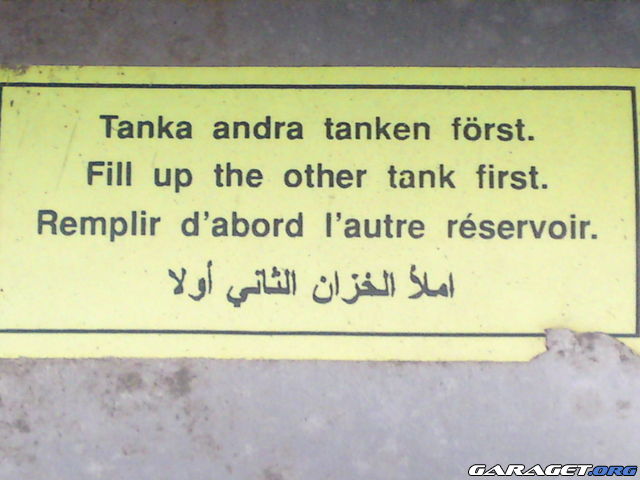 Tanka andra tanken först.
Fill up the other tank first.
Remplir d'abord l'autre réservoir.
املأ الخزان الثاني أولا
GARAGET.ORG